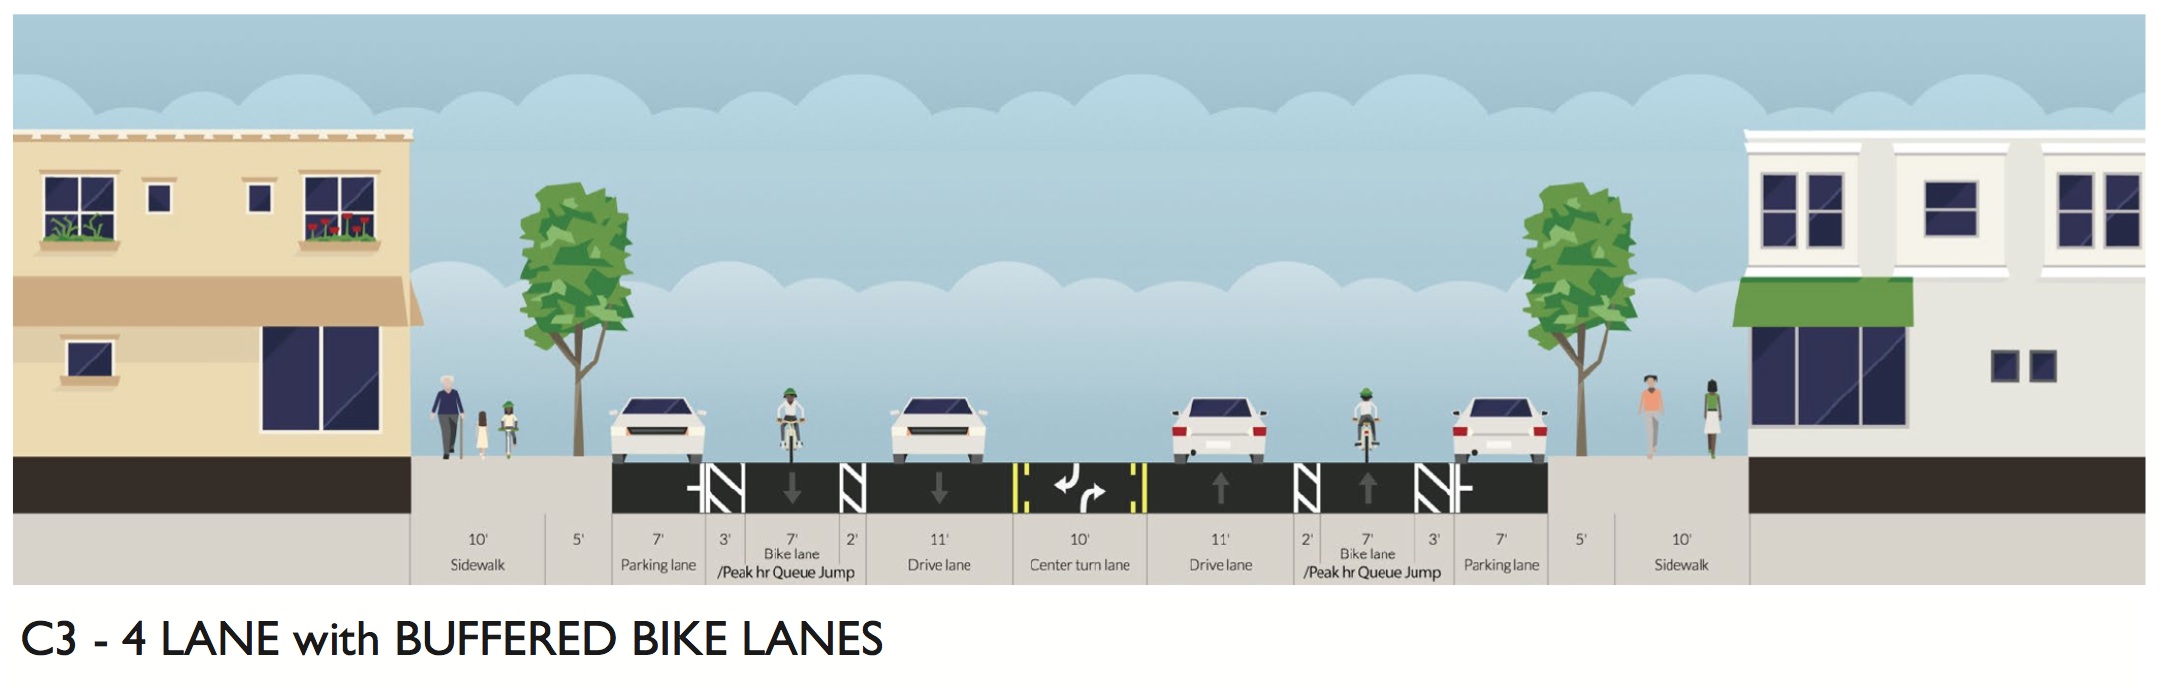 10' 5' 7' 3' 7' 2' 11' 10' 11' 2' 7' 3' 7' 5' 10'
Bike lane Bike lane
Sidewalk Parking lane /Peak hr Queue Jump Drive lane Center turn lane Drive lane /Peak hr Queue Jump Parking lane Sidewalk
C3 - 4 LANE with BUFFERED BIKE LANES